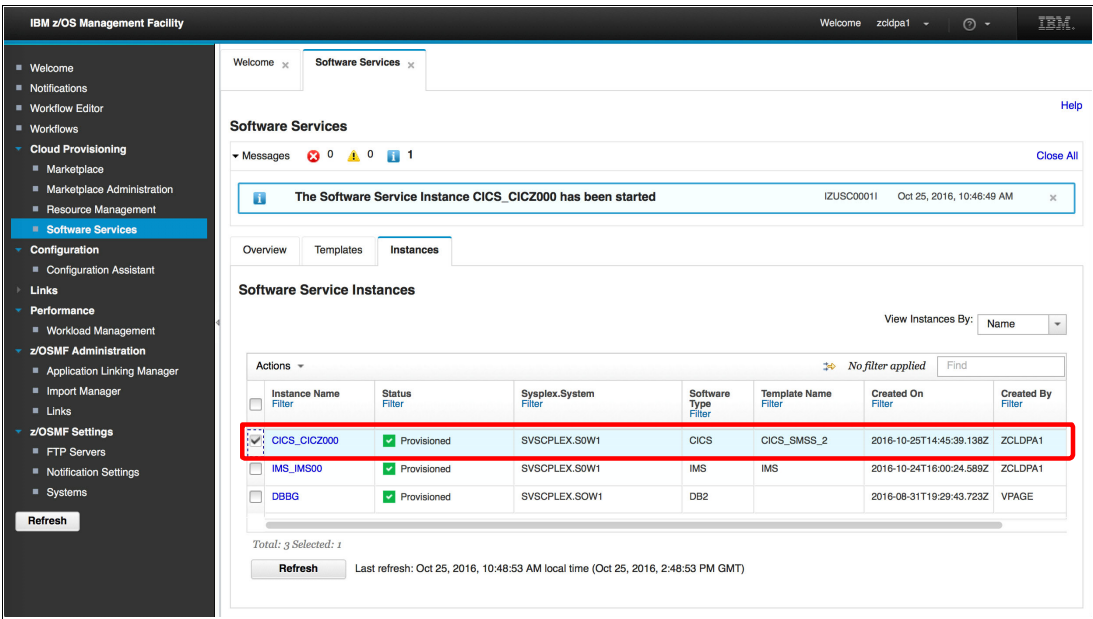 IBM z/OS Management Facility
Welcome zcldpa1
IBM.
Welcome
Notifications
Workflow Editor
Workflows
Cloud Provisioning
Marketplace
Marketplace Administration
Resource Management
Software Services
Configuration
Configuration Assistant
Links
Performance
Workload Management
z/OSMF Administration
Application Linking Manager
Import Manager
Links
z/OSMF Settings
FTP Servers
Notification Settings
Systems
Refresh
Welcome × Software Services ×
Help
Software Services
Messages 0 0 1 Close All
The Software Service Instance CICS_CICZ000 has been started IZUSC0001I Oct 25, 2016, 10:46:49 AM ×
Overview Templates Instances
Software Service Instances
View Instances By: Name
Actions No filter applied Find
Instance Name Status Sysplex.System Software Type Template Name Created On Created By
Filter Filter Filter Filter Filter Filter Filter
CICS_CICZ000 Provisioned SVSCPLEX.S0W1 CICS CICS_SMSS_2 2016-10-25T14:45:39.138Z ZCLDPA1
IMS_IMS00 Provisioned SVSCPLEX.S0W1 IMS IMS 2016-10-24T16:00:24.589Z ZCLDPA1
DBBG Provisioned SVSCPLEX.SOW1 DB2 2016-08-31T19:29:43.723Z VPAGE
Total: 3 Selected: 1
Refresh Last refresh: Oct 25, 2016, 10:48:53 AM local time (Oct 25, 2016, 2:48:53 PM GMT)